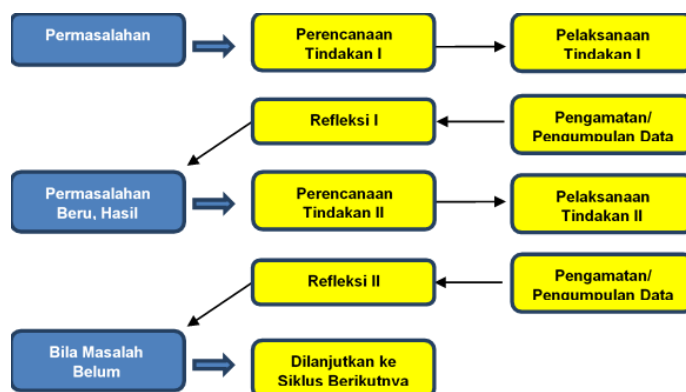 Permasalahan
Perencanaan
Tindakan I
Pelaksanaan
Tindakan I
Refleksi I
Pengamatan/
Pengumpulan Data
Permasalahan
Beru, Hasil
Perencanaan
Tindakan II
Pelaksanaan
Tindakan II
Refleksi II
Pengamatan/
Pengumpulan Data
Bila Masalah
Belum
Dilanjutkan ke
Siklus Berikutnya